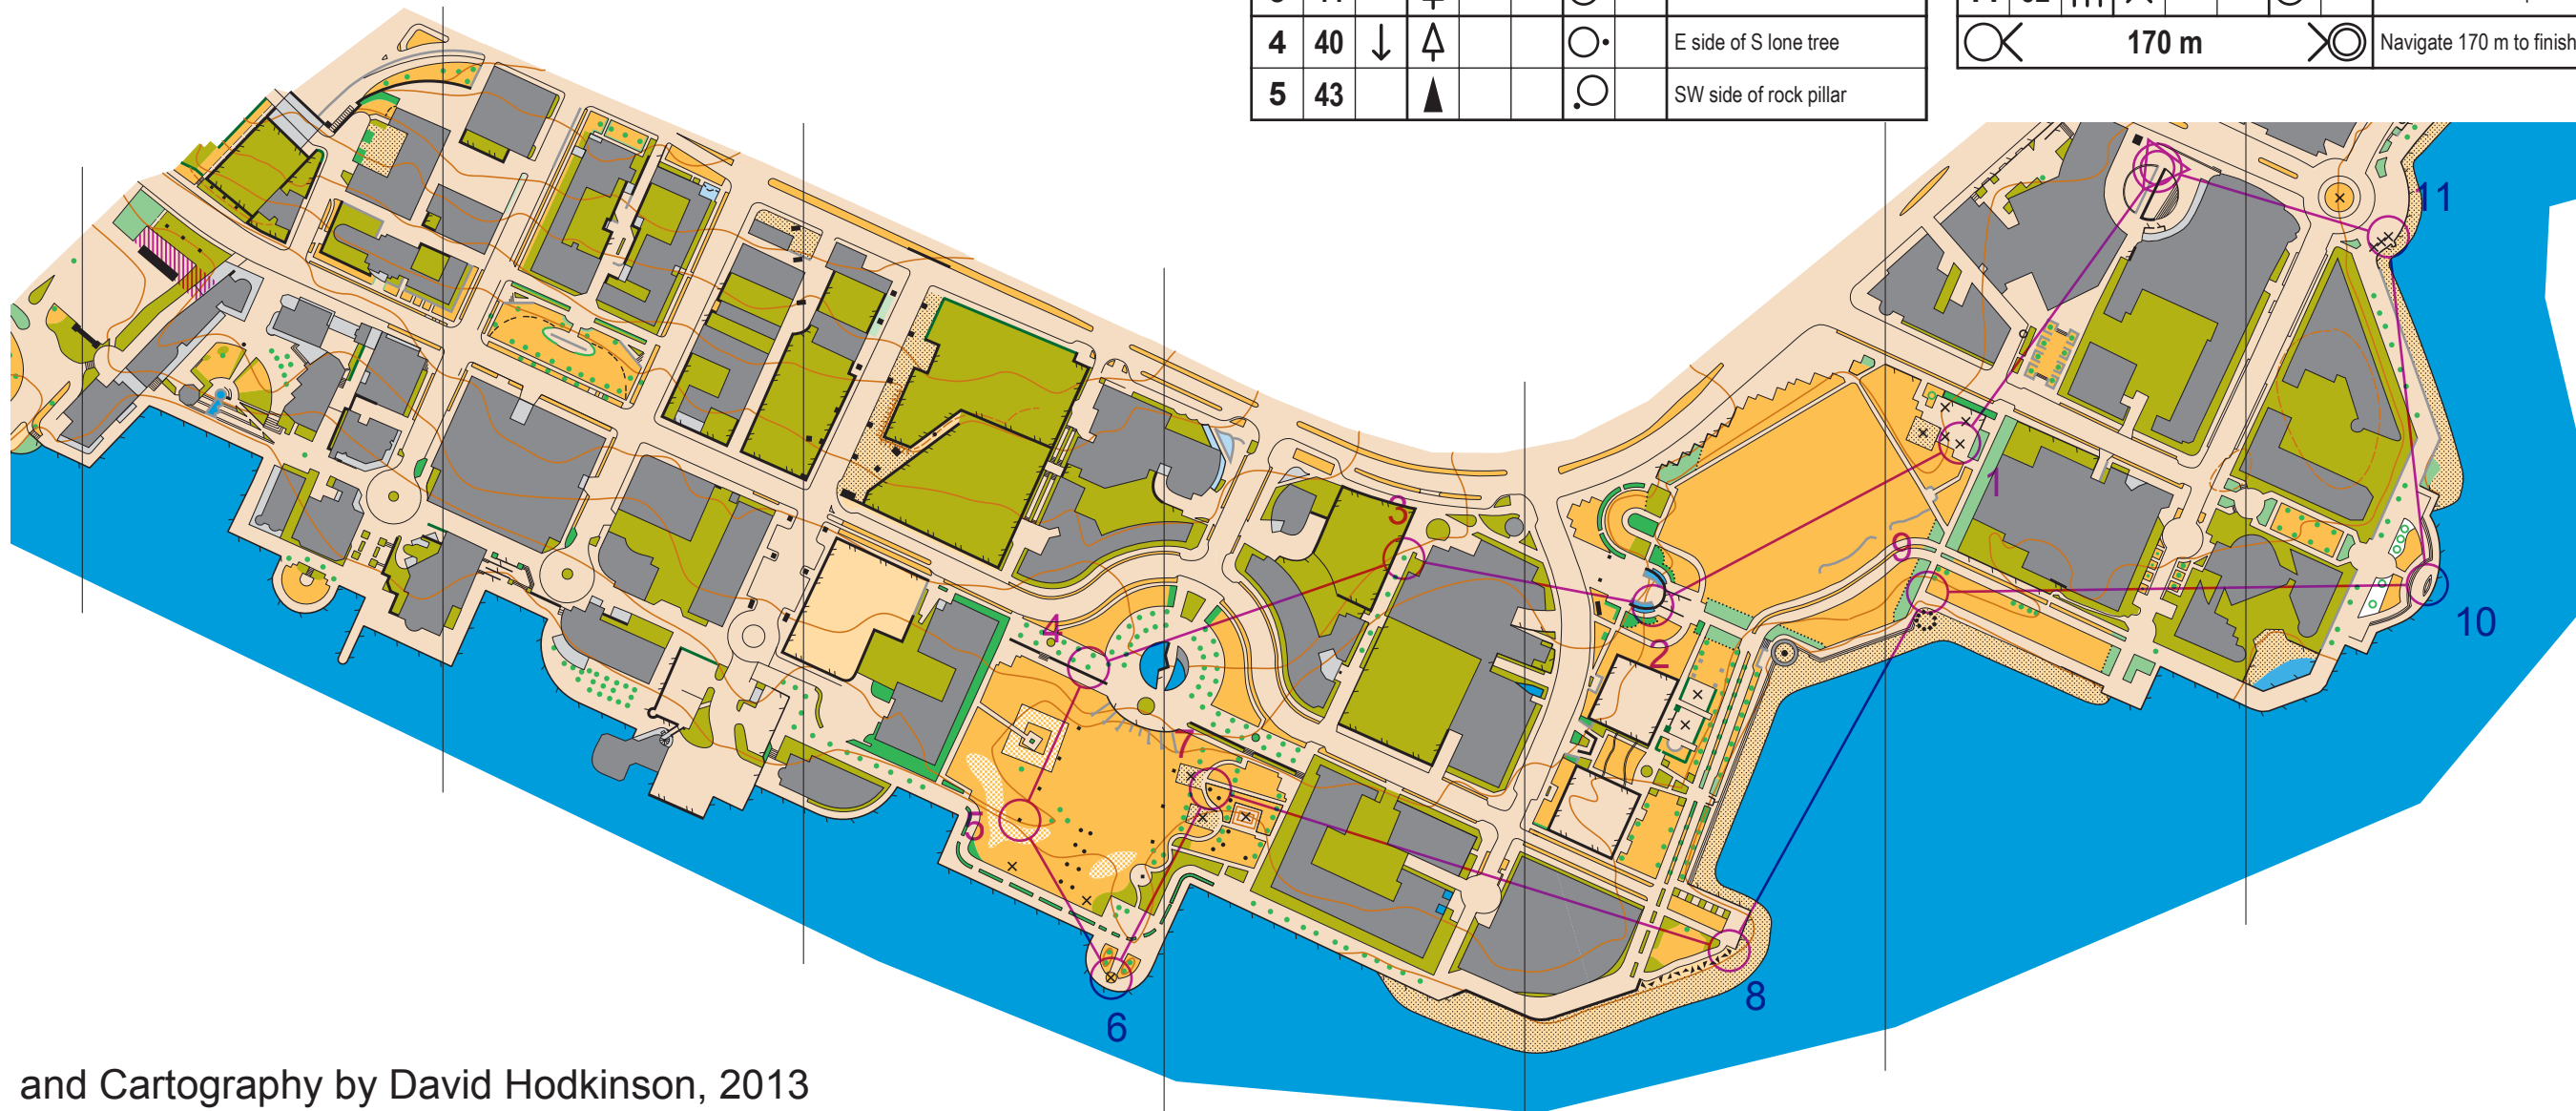 4 40 E side of S lone tree
5 43 SW side of rock pillar
170 m Navigate 170 m to finish
11
3
1
9
4
2
10
7
5
8
6
and Cartography by David Hodkinson, 2013